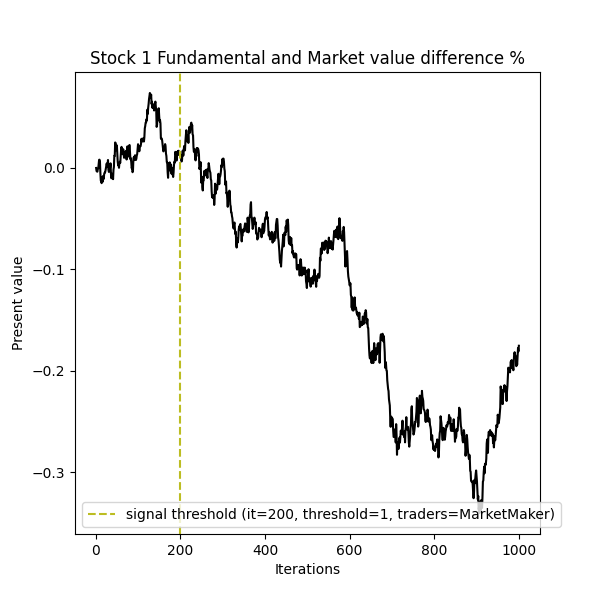 Stock 1 Fundamental and Market value difference %
Present value
0.0
−0.1
−0.2
−0.3
signal threshold (it=200, threshold=1, traders=MarketMaker)
0 200 400 600 800 1000
Iterations